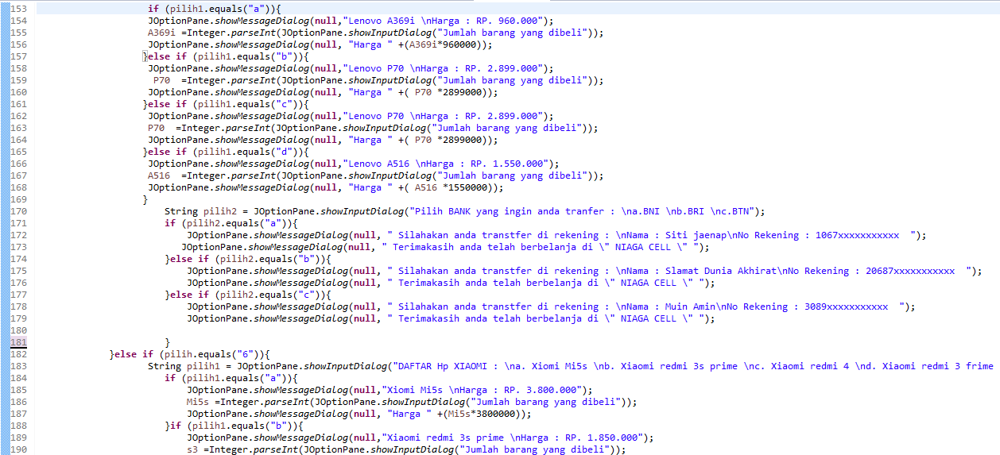 153 if (pilih1.equals("a")){
154 JOptionPane.showMessageDialog(null,"Lenovo A369i \nHarga : RP. 960.000");
155 A369i =Integer.parseInt(JOptionPane.showInputDialog("Jumlah barang yang dibeli"));
156 JOptionPane.showMessageDialog(null, "Harga " +(A369i*960000));
157 }else if (pilih1.equals("b")){
158 JOptionPane.showMessageDialog(null,"Lenovo P70 \nHarga : RP. 2.899.000");
159 P70  =Integer.parseInt(JOptionPane.showInputDialog("Jumlah barang yang dibeli"));
160 JOptionPane.showMessageDialog(null, "Harga " +( P70 *2899000));
161 }else if (pilih1.equals("c")){
162 JOptionPane.showMessageDialog(null,"Lenovo P70 \nHarga : RP. 2.899.000");
163 P70  =Integer.parseInt(JOptionPane.showInputDialog("Jumlah barang yang dibeli"));
164 JOptionPane.showMessageDialog(null, "Harga " +( P70 *2899000));
165 }else if (pilih1.equals("d")){
166 JOptionPane.showMessageDialog(null,"Lenovo A516 \nHarga : RP. 1.550.000");
167 A516  =Integer.parseInt(JOptionPane.showInputDialog("Jumlah barang yang dibeli"));
168 JOptionPane.showMessageDialog(null, "Harga " +( A516 *1550000));
169 }
170 String pilih2 = JOptionPane.showInputDialog("Pilih BANK yang ingin anda tranfer : \na.BNI \nb.BRI \nc.BTN");
171 if (pilih2.equals("a")){
172 JOptionPane.showMessageDialog(null, " Silahakan anda transtfer di rekening : \nNama : Siti jaenap\nNo Rekening : 1067xxxxxxxxxxx  ");
173 JOptionPane.showMessageDialog(null, " Terimakasih anda telah berbelanja di \" NIAGA CELL \" ");
174 }else if (pilih2.equals("b")){
175 JOptionPane.showMessageDialog(null, " Silahakan anda transtfer di rekening : \nNama : Slamat Dunia Akhirat\nNo Rekening : 20687xxxxxxxxxxx  ");
176 JOptionPane.showMessageDialog(null, " Terimakasih anda telah berbelanja di \" NIAGA CELL \" ");
177 }else if (pilih2.equals("c")){
178 JOptionPane.showMessageDialog(null, " Silahakan anda transtfer di rekening : \nNama : Muin Amin\nNo Rekening : 3089xxxxxxxxxxx  ");
179 JOptionPane.showMessageDialog(null, " Terimakasih anda telah berbelanja di \" NIAGA CELL \" ");
180
181 }
182 }else if (pilih.equals("6")){
183 String pilih1 = JOptionPane.showInputDialog("DAFTAR Hp XIAOMI : \na. Xiomi Mi5s \nb. Xiaomi redmi 3s prime \nc. Xiaomi redmi 4 \nd. Xiaomi redmi 3 frime
184 if (pilih1.equals("a")){
185 JOptionPane.showMessageDialog(null,"Xiomi Mi5s \nHarga : RP. 3.800.000");
186 Mi5s =Integer.parseInt(JOptionPane.showInputDialog("Jumlah barang yang dibeli"));
187 JOptionPane.showMessageDialog(null, "Harga " +(Mi5s*3800000));
188 }if (pilih1.equals("b")){
189 JOptionPane.showMessageDialog(null,"Xiaomi redmi 3s prime \nHarga : RP. 1.850.000");
190 s3 =Integer.parseInt(JOptionPane.showInputDialog("Jumlah barang yang dibeli"));